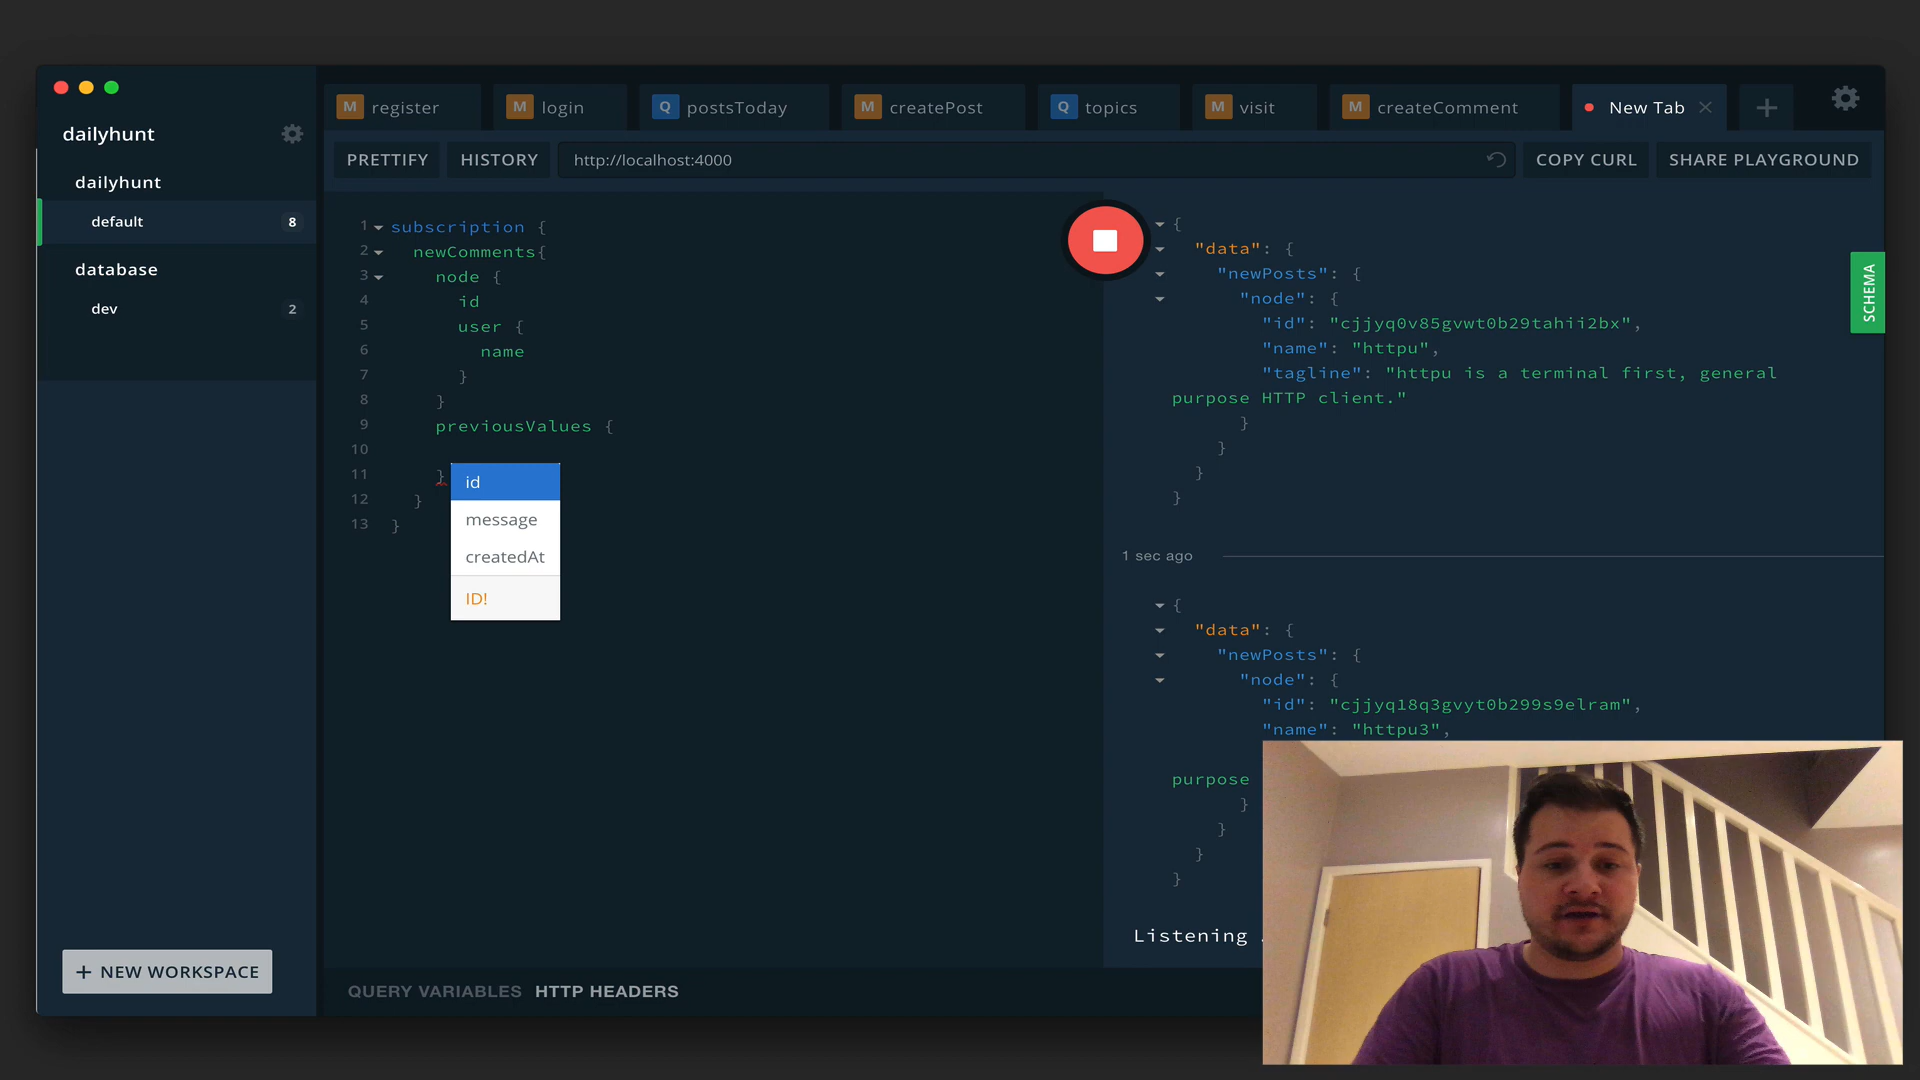 M register
M login
Q postsToday
M createPost
Q topics
M visit
M createComment
New Tab
dailyhunt
dailyhunt
default 8
database
dev 2
+ NEW WORKSPACE
PRETTIFY
HISTORY
http://localhost:4000
COPY CURL
SHARE PLAYGROUND
1 subscription {
2 newComments{
3 node {
4 id
5 user {
6 name
7 }
8 }
9 previousValues {
10
11 }
12 }
13 }
id
message
createdAt
ID!
{
"data": {
"newPosts": {
"node": {
"id": "cjjyq0v85gvwt0b29tahii2bx",
"name": "httpu",
"tagline": "httpu is a terminal first, general
purpose HTTP client."
}
}
}
}
1 sec ago
{
"data": {
"newPosts": {
"node": {
"id": "cjjyq18q3gvyt0b299s9elram",
"name": "httpu3",
purpose
}
}
}
}
Listening
SCHEMA
QUERY VARIABLES
HTTP HEADERS